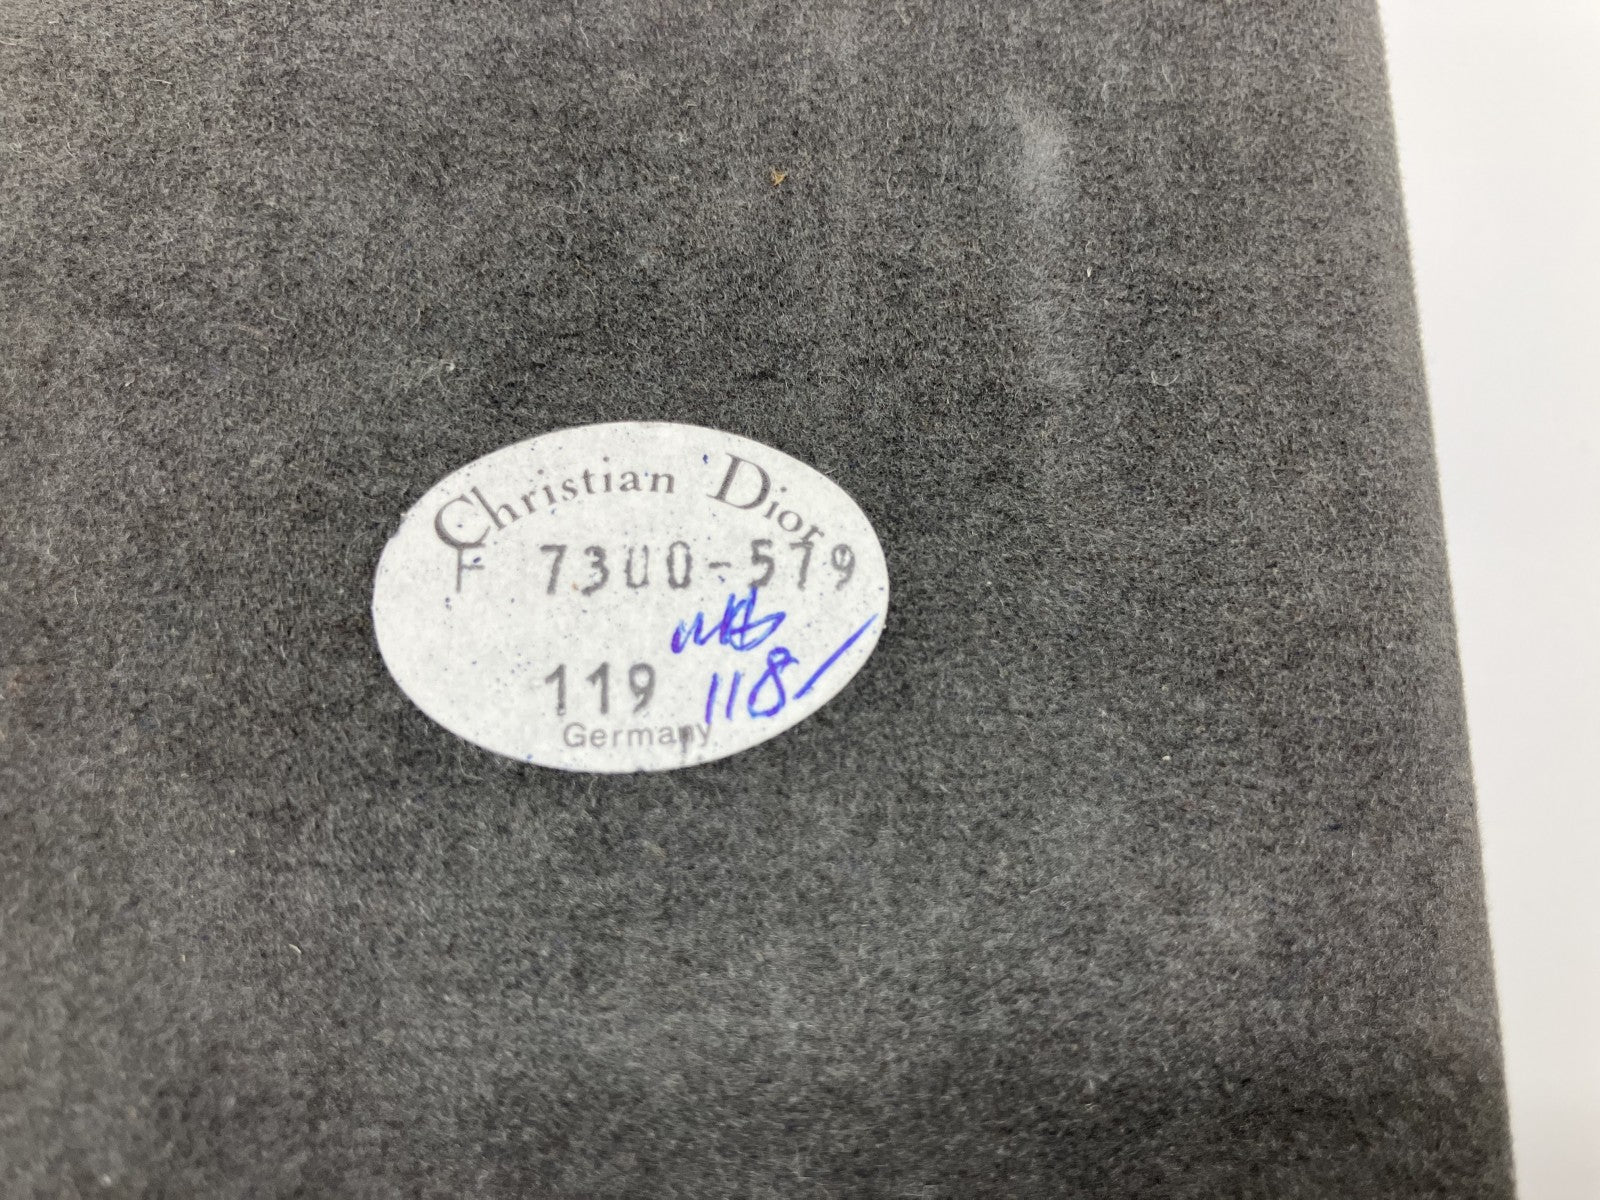 Christian Dior
F 7300-579
119 118/
Germany